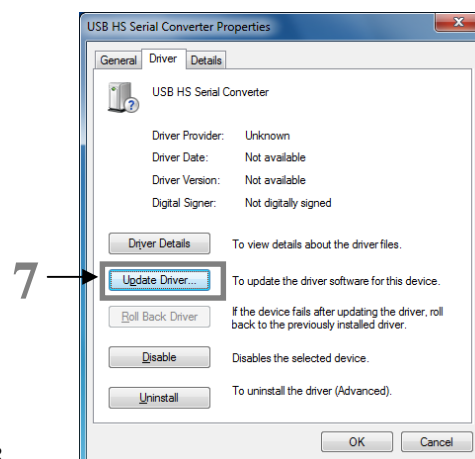 USB HS Serial Converter Properties
General Driver Details
USB HS Serial Converter
Driver Provider: Unknown
Driver Date: Not available
Driver Version: Not available
Digital Signer: Not digitally signed
Driver Details To view details about the driver files.
7 Update Driver... To update the driver software for this device.
Roll Back Driver If the device fails after updating the driver, roll
back to the previously installed driver.
Disable Disables the selected device.
Uninstall To uninstall the driver (Advanced).
OK Cancel